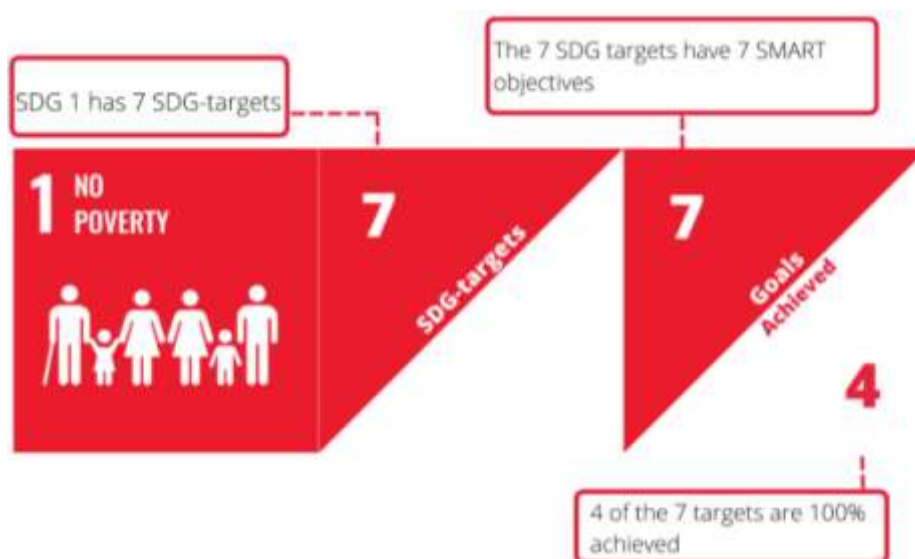 The 7 SDG targets have 7 SMART
objectives
SDG 1 has 7 SDG-targets
1 NO
POVERTY
7
SDG-targets
7
Goals
Achieved
4
4 of the 7 targets are 100%
achieved